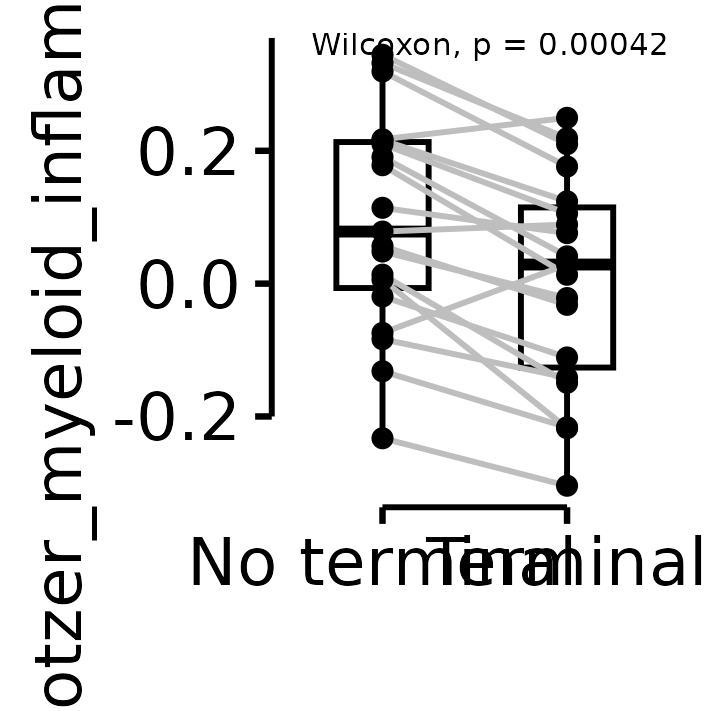 Wilcoxon, p = 0.00042
otzer_myeloid_inflam
0.2
0.0
-0.2
No terminal
Terminal